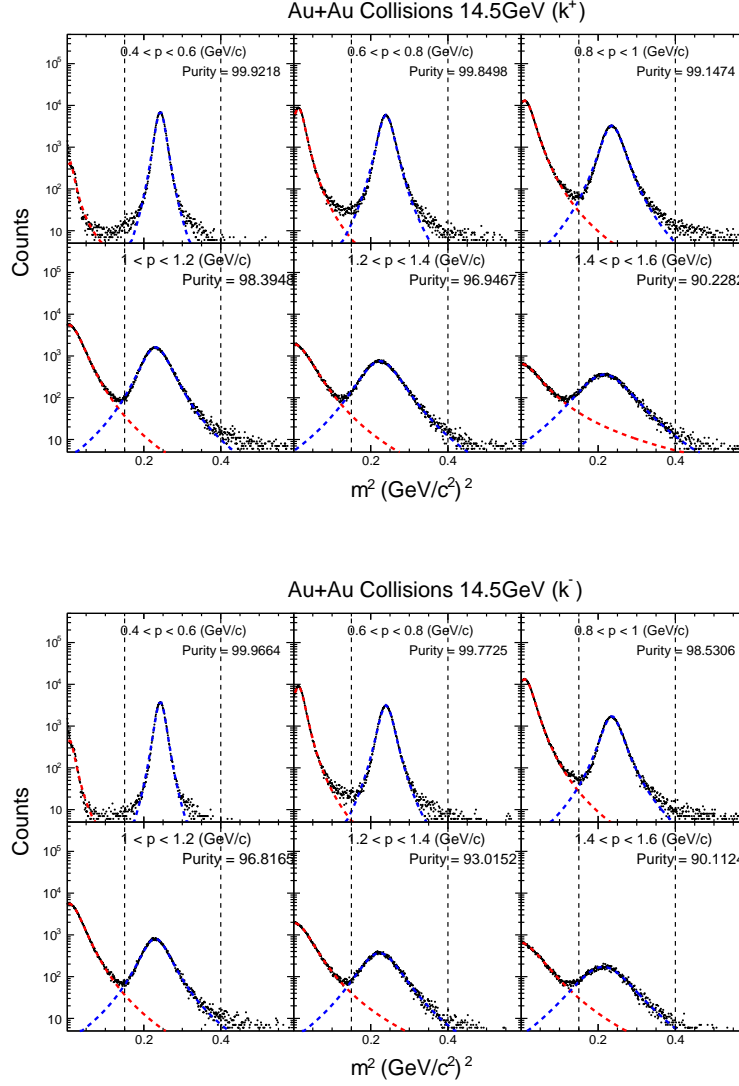 Au+Au Collisions 14.5GeV (k⁺)
0.4 < p < 0.6 (GeV/c)
Purity = 99.9218
0.6 < p < 0.8 (GeV/c)
Purity = 99.8498
0.8 < p < 1 (GeV/c)
Purity = 99.1474
10⁵
10⁴
10³
10²
10
Counts
1 < p < 1.2 (GeV/c)
Purity = 98.3948
1.2 < p < 1.4 (GeV/c)
Purity = 96.9467
1.4 < p < 1.6 (GeV/c)
Purity = 90.2282
10⁵
10⁴
10³
10²
10
0.2 0.4 0.2 0.4 0.2 0.4
m² (GeV/c²)²
Au+Au Collisions 14.5GeV (k⁻)
0.4 < p < 0.6 (GeV/c)
Purity = 99.9664
0.6 < p < 0.8 (GeV/c)
Purity = 99.7725
0.8 < p < 1 (GeV/c)
Purity = 98.5306
10⁵
10⁴
10³
10²
10
Counts
1 < p < 1.2 (GeV/c)
Purity = 96.8165
1.2 < p < 1.4 (GeV/c)
Purity = 93.0152
1.4 < p < 1.6 (GeV/c)
Purity = 90.1124
10⁵
10⁴
10³
10²
10
0.2 0.4 0.2 0.4 0.2 0.4
m² (GeV/c²)²